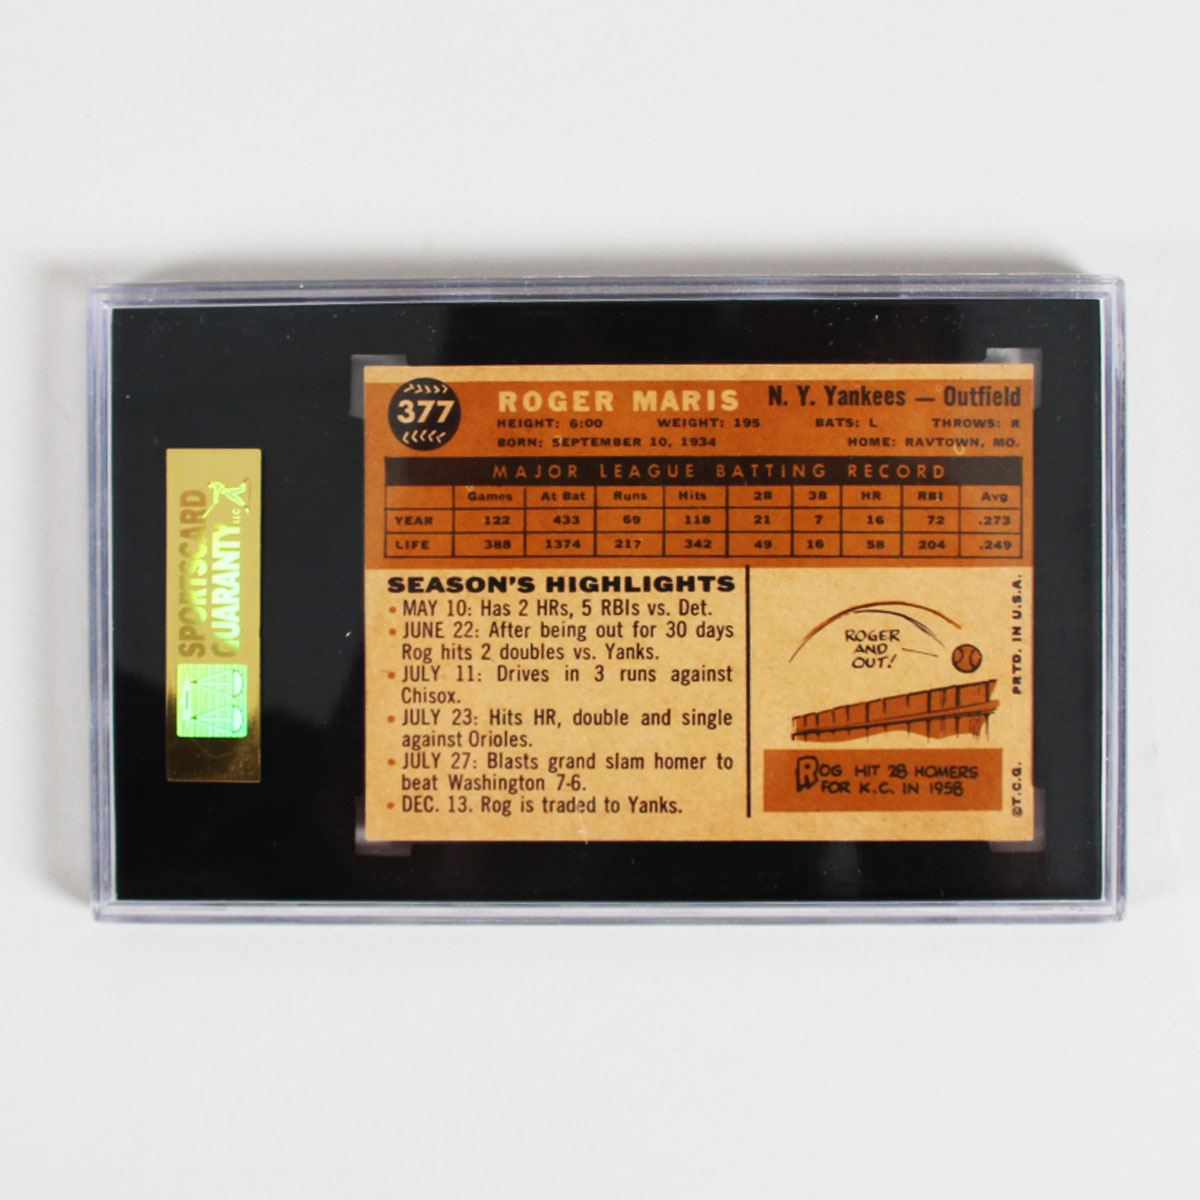 377
ROGER MARIS N. Y. Yankees — Outfield
HEIGHT: 6:00 WEIGHT: 195 BATS: L THROWS: R
BORN: SEPTEMBER 10, 1934 HOME: RAYTOWN, MO.
MAJOR LEAGUE BATTING RECORD
Games At Bat Runs Hits 2B 3B HR RBI Avg
YEAR 122 433 69 118 21 7 16 72 .273
LIFE 388 1374 217 342 49 16 58 204 .249
SEASON'S HIGHLIGHTS
• MAY 10: Has 2 HRs, 5 RBIs vs. Det.
• JUNE 22: After being out for 30 days
Rog hits 2 doubles vs. Yanks.
• JULY 11: Drives in 3 runs against
Chisox.
• JULY 23: Hits HR, double and single
against Orioles.
• JULY 27: Blasts grand slam homer to
beat Washington 7-6.
• DEC. 13. Rog is traded to Yanks.
ROGER
AND
OUT!
ROG HIT 28 HOMERS
FOR K.C. IN 1958
©T.C.G. PRTD. IN U.S.A.
SPORTSCARD
GUARANTY LLC